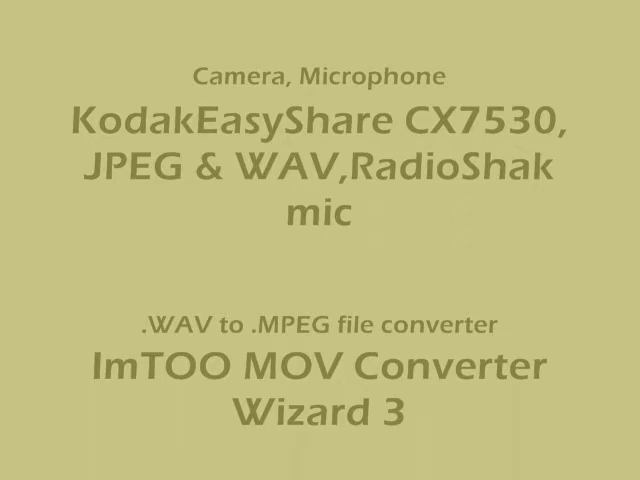 Camera, Microphone
KodakEasyShare CX7530,
JPEG & WAV,RadioShak
mic
.WAV to .MPEG file converter
ImTOO MOV Converter
Wizard 3